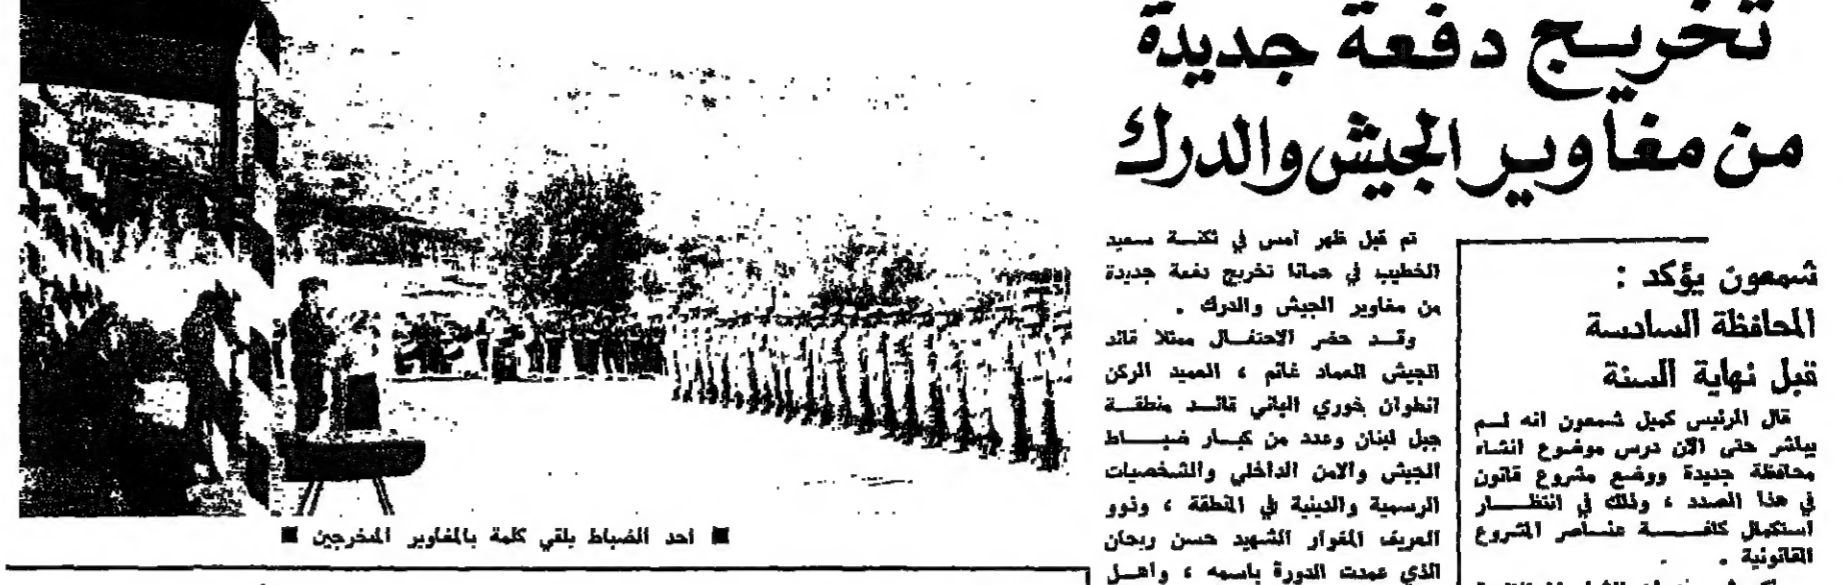 تخريج دفعة جديدة
من مغاوير الجيش والدرك
تم قبل ظهر أمس في ثكنة سعيد
الخطيب في حمانا تخريج دفعة جديدة
من مغاوير الجيش والدرك .
وقد حضر الاحتفال ممثلا قائد
الجيش العماد غانم ، العميد الركن
انطوان خوري الباني قائد منطقة
جبل لبنان وعدد من كبار ضباط
الجيش والامن الداخلي والشخصيات
الرسمية والدينية في المنطقة ، وذوو
العريف المغوار الشهيد حسن ريحان
الذي عمدت الدورة باسمه ، واهل
شمعون يؤكد :
المحافظة السادسة
قبل نهاية السنة
قال الرئيس كميل شمعون انه لم
يباشر حتى الآن درس موضوع انشاء
محافظة جديدة ووضع مشروع قانون
في هذا الصدد ، وذلك في انتظار
استكمال كافة عناصر المشروع
القانونية .
■ احد الضباط يلقي كلمة بالمغاوير المتخرجين ■